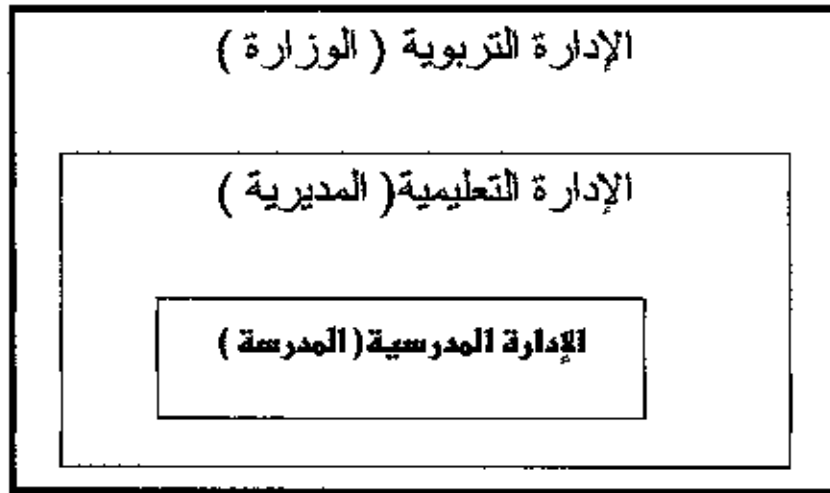 الإدارة التربوية ( الوزارة )
الإدارة التعليمية( المديرية )
الإدارة المدرسية( المدرسة )